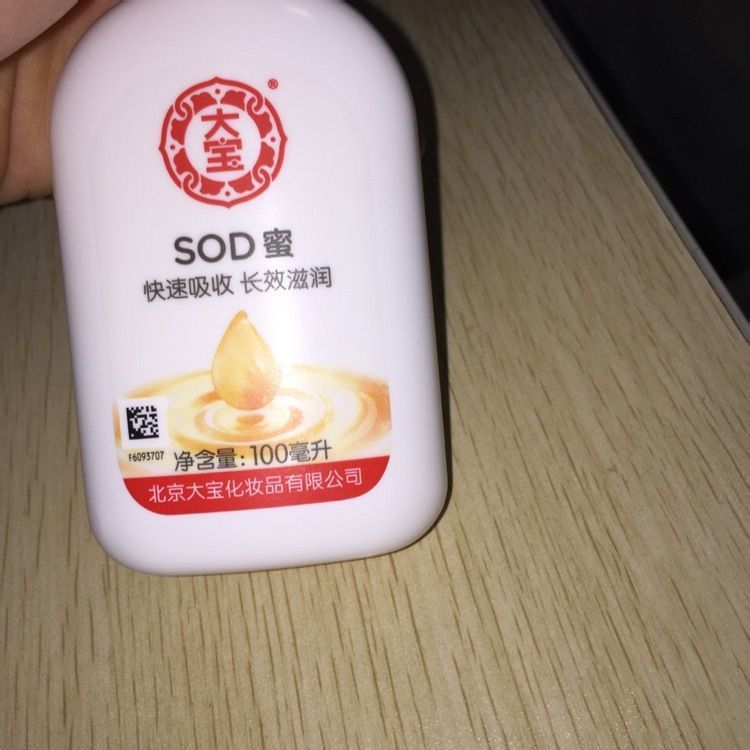 大宝®
SOD蜜
快速吸收 长效滋润
F6093707
净含量:100毫升
北京大宝化妆品有限公司